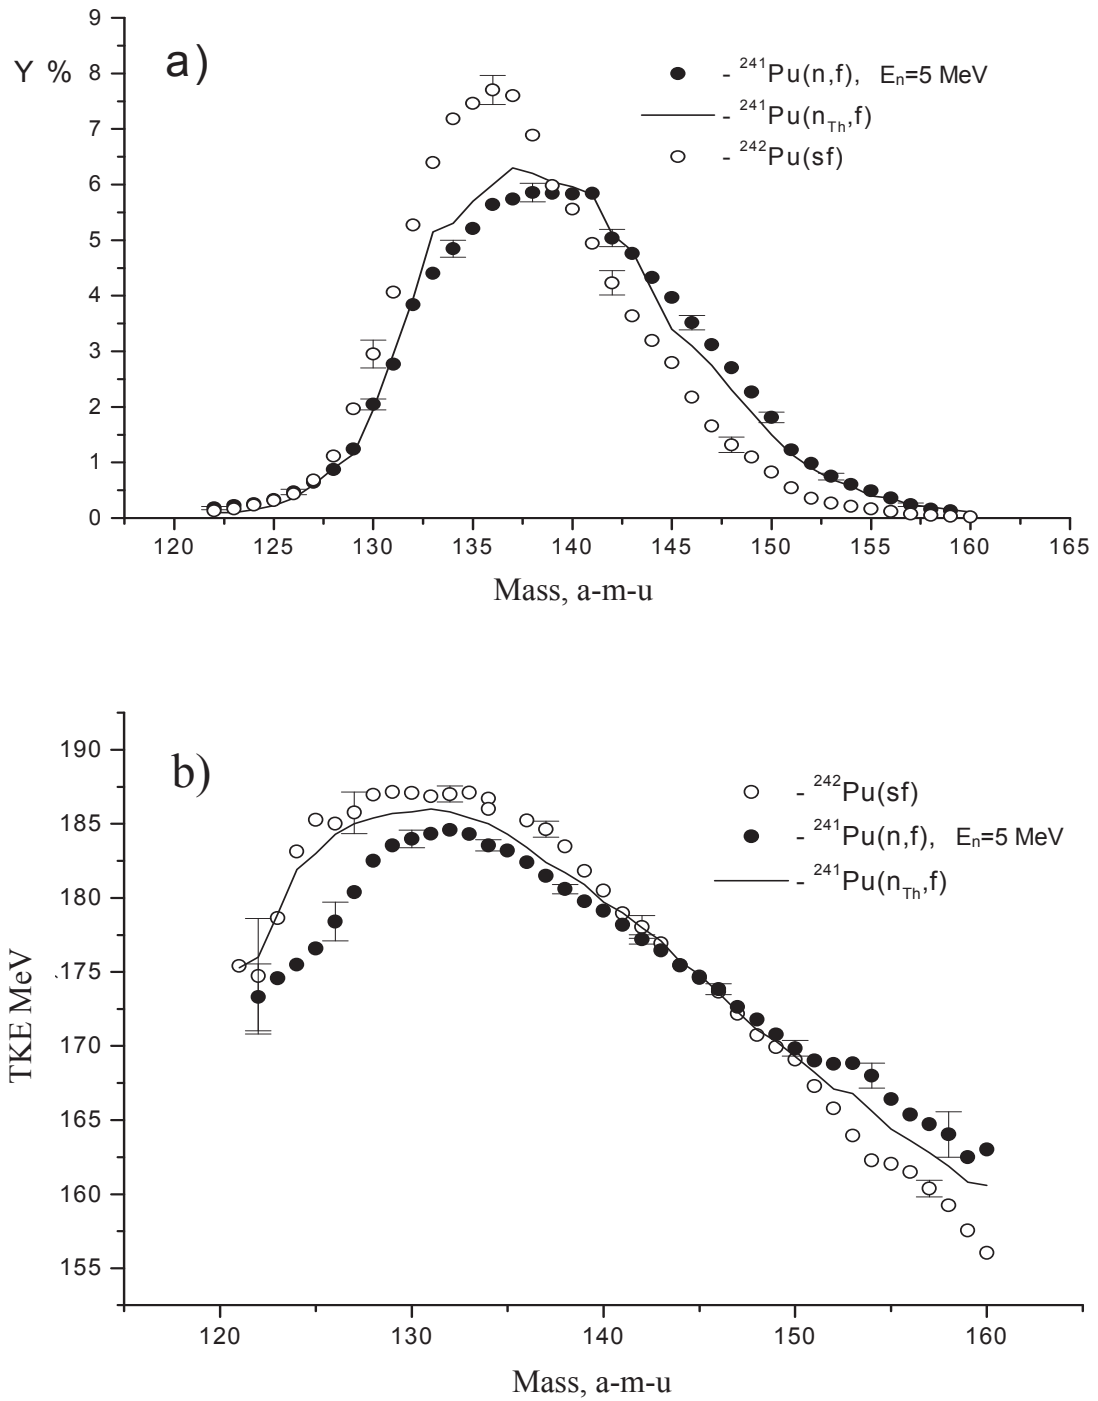 9
a)
Y %
8
- ²⁴¹Pu(n,f), Eₙ=5 MeV
7
- ²⁴¹Pu(n_Th,f)
- ²⁴²Pu(sf)
6
5
4
3
2
1
0
120 125 130 135 140 145 150 155 160 165
Mass, a-m-u
190
b)
- ²⁴²Pu(sf)
185
- ²⁴¹Pu(n,f), Eₙ=5 MeV
180
- ²⁴¹Pu(n_Th,f)
175
170
165
160
155
TKE MeV
120 130 140 150 160
Mass, a-m-u